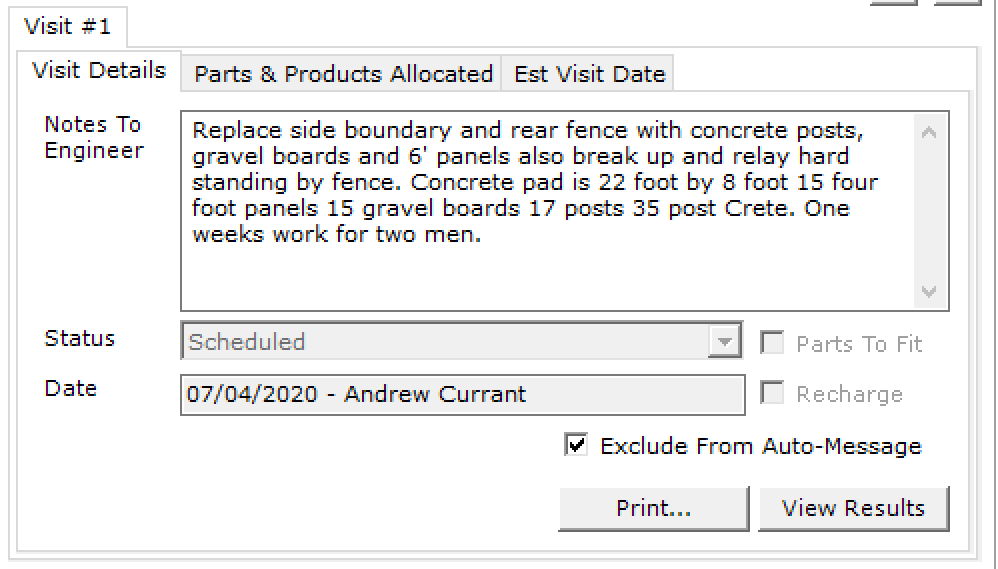 Visit #1
Visit Details
Parts & Products Allocated
Est Visit Date
Notes To
Engineer
Replace side boundary and rear fence with concrete posts,
gravel boards and 6' panels also break up and relay hard
standing by fence. Concrete pad is 22 foot by 8 foot 15 four
foot panels 15 gravel boards 17 posts 35 post Crete. One
weeks work for two men.
Status
Scheduled
Parts To Fit
Date
07/04/2020 - Andrew Currant
Recharge
Exclude From Auto-Message
Print...
View Results